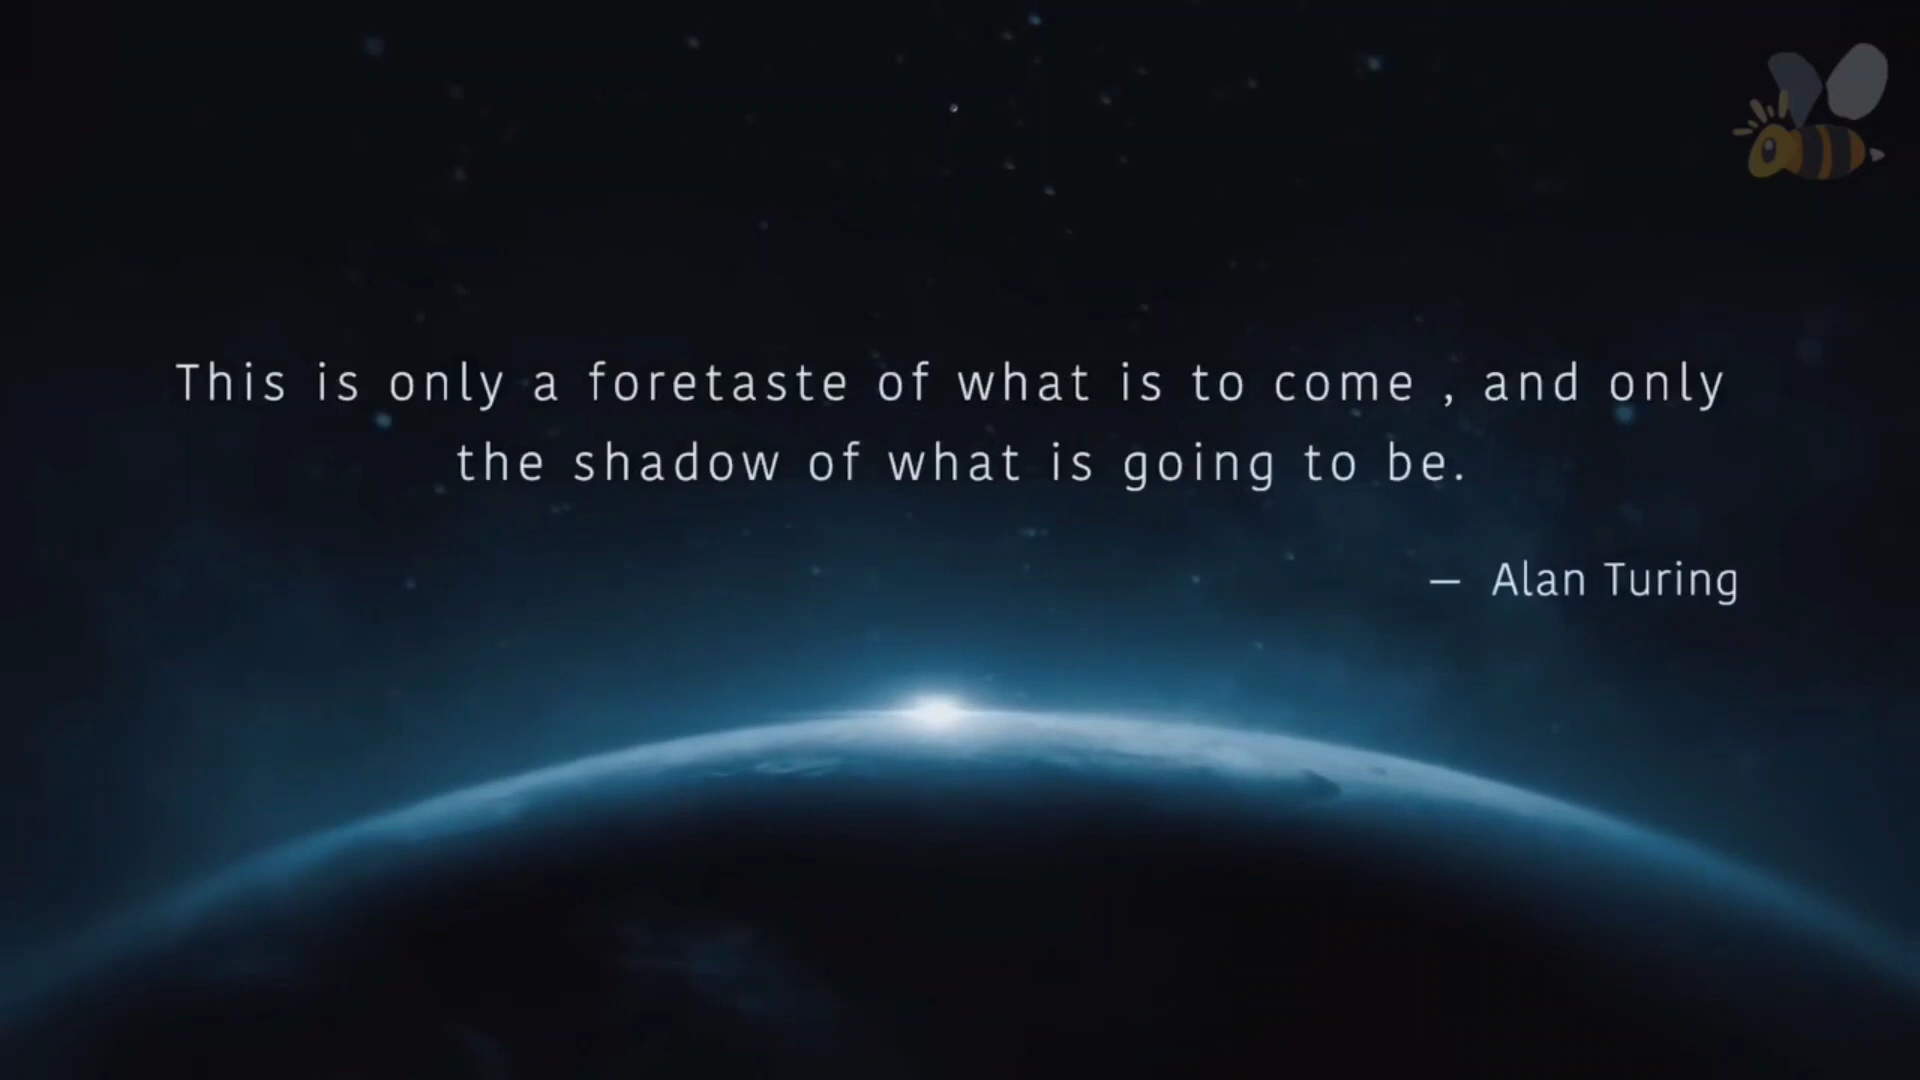 This is only a foretaste of what is to come , and only
the shadow of what is going to be.
— Alan Turing